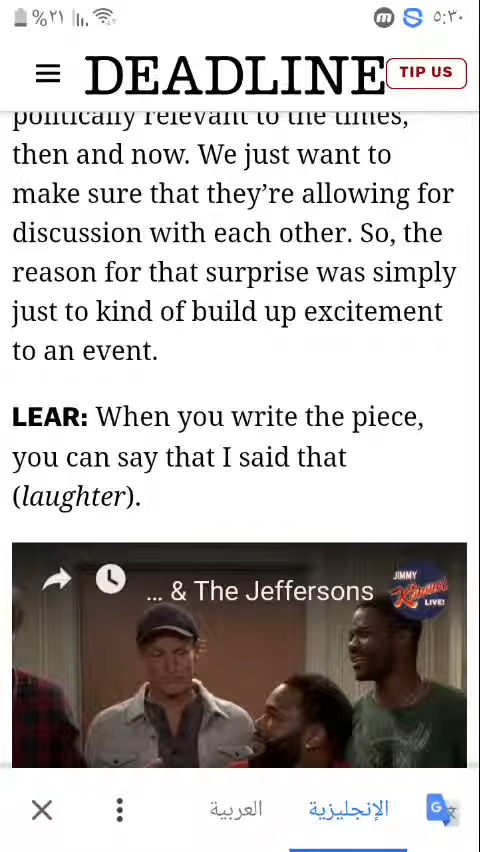 %٢١ ٥:٣٠
DEADLINE
TIP US
politically relevant to the times,
then and now. We just want to
make sure that they’re allowing for
discussion with each other. So, the
reason for that surprise was simply
just to kind of build up excitement
to an event.
LEAR: When you write the piece,
you can say that I said that
(laughter).
... & The Jeffersons
JIMMY
Kimmel
LIVE!
العربية الإنجليزية
G